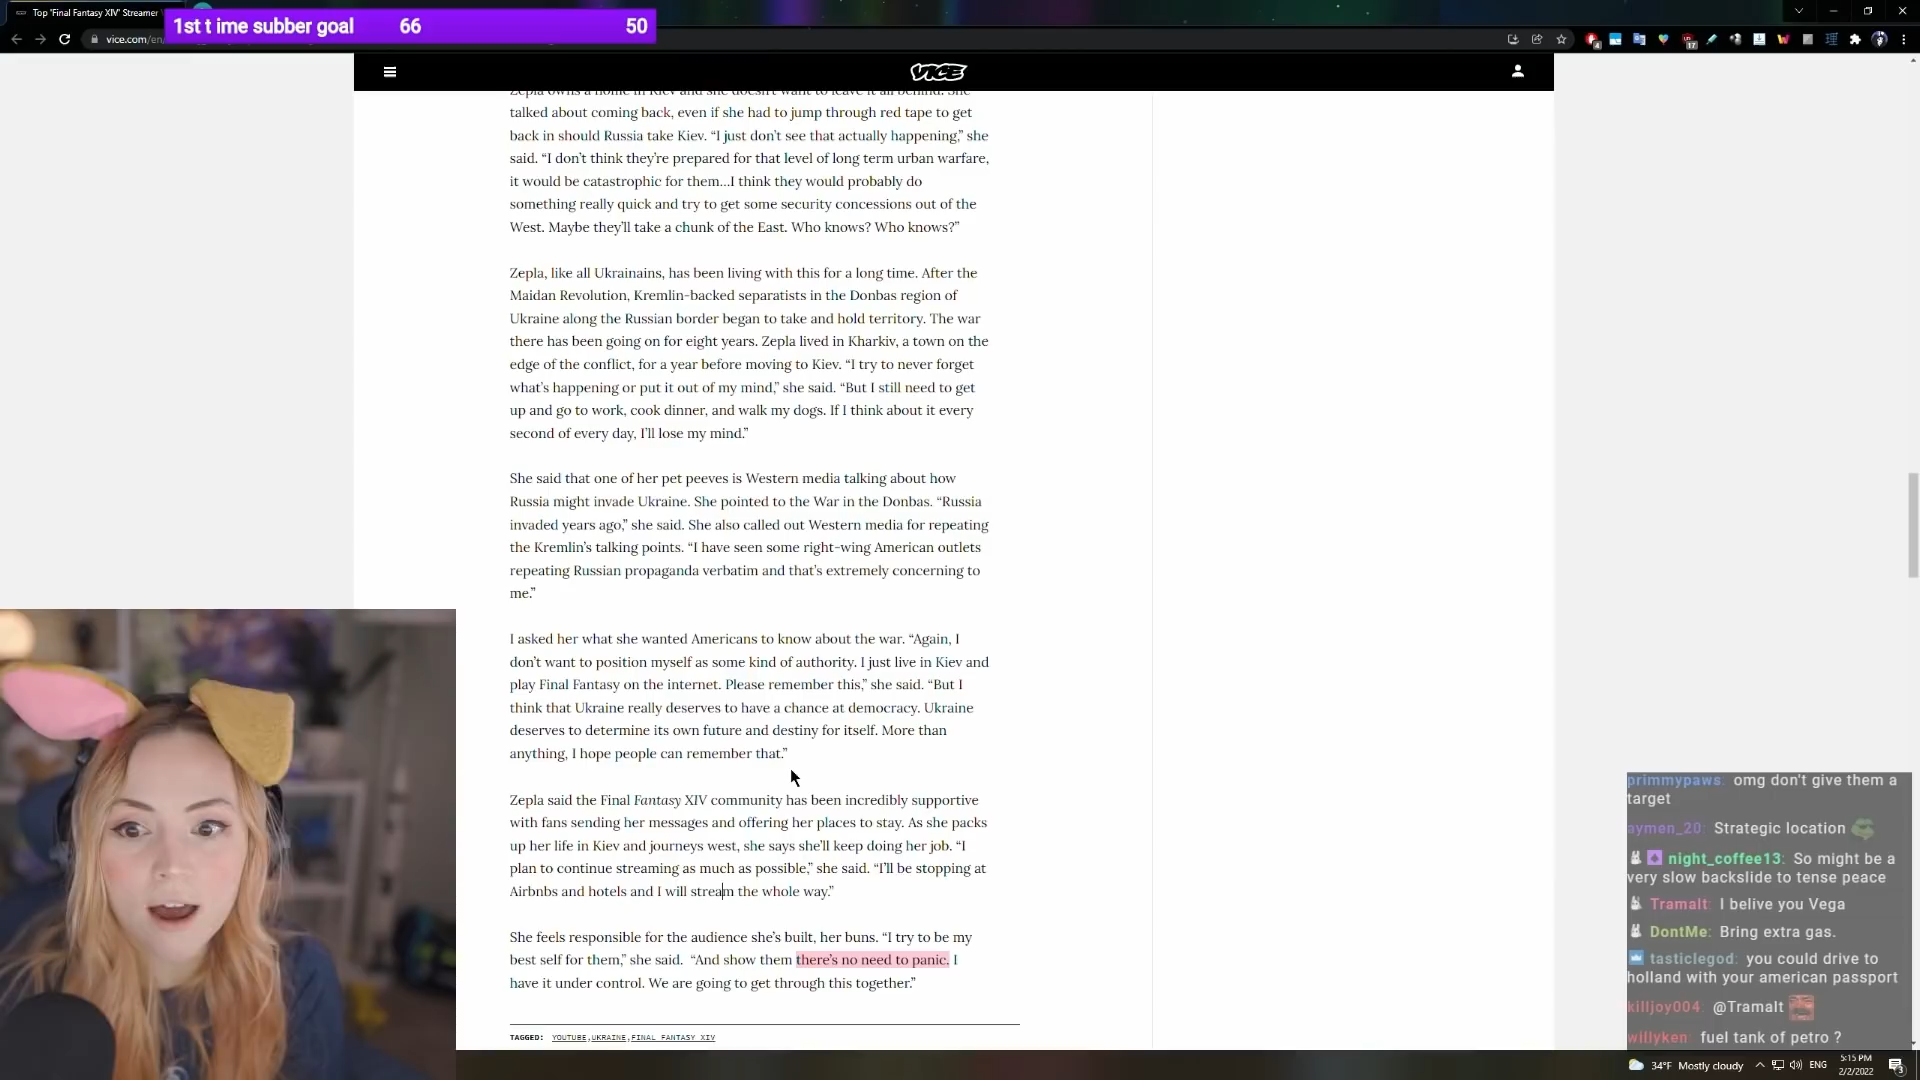 Top 'Final Fantasy XIV' Streamer
1st t ime subber goal 66 50
vice.com/en
VICE
Zepla owns a home in Kiev and she doesn't want to leave it all behind. She
talked about coming back, even if she had to jump through red tape to get
back in should Russia take Kiev. “I just don’t see that actually happening,” she
said. “I don’t think they’re prepared for that level of long term urban warfare,
it would be catastrophic for them…I think they would probably do
something really quick and try to get some security concessions out of the
West. Maybe they’ll take a chunk of the East. Who knows? Who knows?”
Zepla, like all Ukrainains, has been living with this for a long time. After the
Maidan Revolution, Kremlin-backed separatists in the Donbas region of
Ukraine along the Russian border began to take and hold territory. The war
there has been going on for eight years. Zepla lived in Kharkiv, a town on the
edge of the conflict, for a year before moving to Kiev. “I try to never forget
what’s happening or put it out of my mind,” she said. “But I still need to get
up and go to work, cook dinner, and walk my dogs. If I think about it every
second of every day, I’ll lose my mind.”
She said that one of her pet peeves is Western media talking about how
Russia might invade Ukraine. She pointed to the War in the Donbas. “Russia
invaded years ago,” she said. She also called out Western media for repeating
the Kremlin’s talking points. “I have seen some right-wing American outlets
repeating Russian propaganda verbatim and that’s extremely concerning to
me.”
I asked her what she wanted Americans to know about the war. “Again, I
don’t want to position myself as some kind of authority. I just live in Kiev and
play Final Fantasy on the internet. Please remember this,” she said. “But I
think that Ukraine really deserves to have a chance at democracy. Ukraine
deserves to determine its own future and destiny for itself. More than
anything, I hope people can remember that.”
Zepla said the Final Fantasy XIV community has been incredibly supportive
with fans sending her messages and offering her places to stay. As she packs
up her life in Kiev and journeys west, she says she’ll keep doing her job. “I
plan to continue streaming as much as possible,” she said. “I’ll be stopping at
Airbnbs and hotels and I will stream the whole way.”
She feels responsible for the audience she’s built, her buns. “I try to be my
best self for them,” she said. “And show them there’s no need to panic. I
have it under control. We are going to get through this together.”
TAGGED: YOUTUBE, UKRAINE, FINAL FANTASY XIV
primmypaws: omg don't give them a
target
aymen_20: Strategic location
night_coffee13: So might be a
very slow backslide to tense peace
Tramalt: I belive you Vega
DontMe: Bring extra gas.
tasticlegod: you could drive to
holland with your american passport
killjoy004: @Tramalt
willyken: fuel tank of petro ?
34°F Mostly cloudy ENG 5:15 PM
2/2/2022